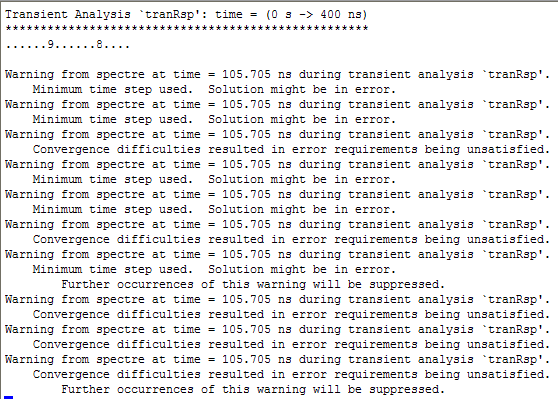 Transient Analysis `tranRsp': time = (0 s -> 400 ns)
****************************************************
......9......8....
Warning from spectre at time = 105.705 ns during transient analysis `tranRsp'.
Minimum time step used.  Solution might be in error.
Warning from spectre at time = 105.705 ns during transient analysis `tranRsp'.
Minimum time step used.  Solution might be in error.
Warning from spectre at time = 105.705 ns during transient analysis `tranRsp'.
Convergence difficulties resulted in error requirements being unsatisfied.
Warning from spectre at time = 105.705 ns during transient analysis `tranRsp'.
Minimum time step used.  Solution might be in error.
Warning from spectre at time = 105.705 ns during transient analysis `tranRsp'.
Minimum time step used.  Solution might be in error.
Warning from spectre at time = 105.705 ns during transient analysis `tranRsp'.
Convergence difficulties resulted in error requirements being unsatisfied.
Warning from spectre at time = 105.705 ns during transient analysis `tranRsp'.
Minimum time step used.  Solution might be in error.
Further occurrences of this warning will be suppressed.
Warning from spectre at time = 105.705 ns during transient analysis `tranRsp'.
Convergence difficulties resulted in error requirements being unsatisfied.
Warning from spectre at time = 105.705 ns during transient analysis `tranRsp'.
Convergence difficulties resulted in error requirements being unsatisfied.
Warning from spectre at time = 105.705 ns during transient analysis `tranRsp'.
Convergence difficulties resulted in error requirements being unsatisfied.
Further occurrences of this warning will be suppressed.